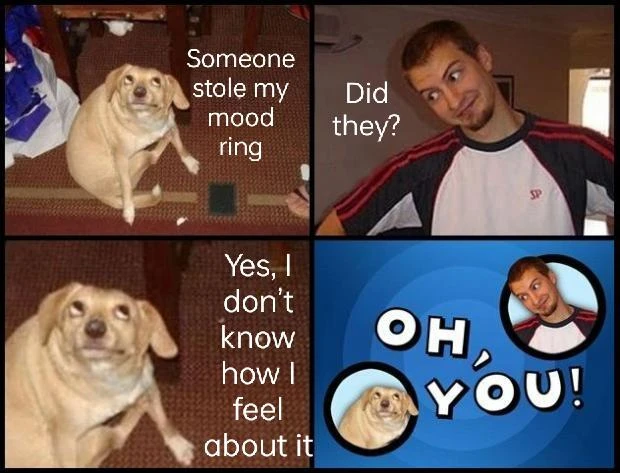 Someone
stole my
mood
ring
Did
they?
SP
Yes, I
don't
know
how I
feel
about it
OH,
YOU!